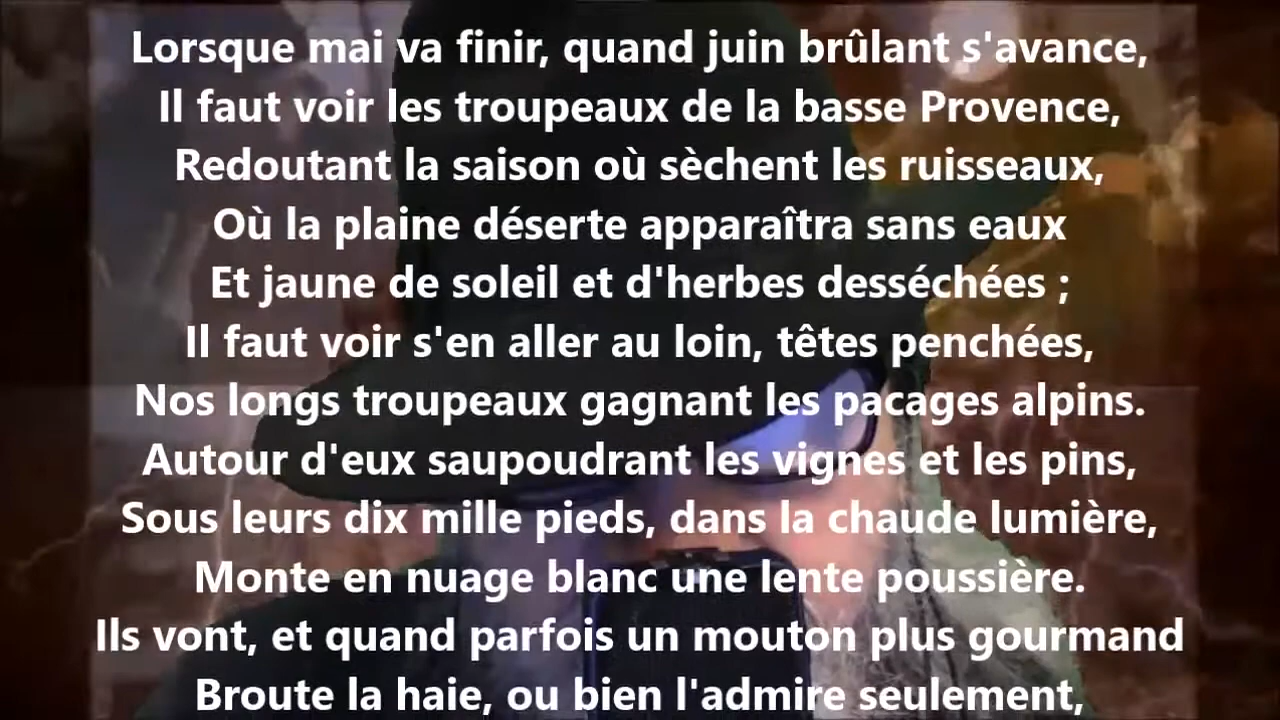 Lorsque mai va finir, quand juin brûlant s'avance,
Il faut voir les troupeaux de la basse Provence,
Redoutant la saison où sèchent les ruisseaux,
Où la plaine déserte apparaîtra sans eaux
Et jaune de soleil et d'herbes desséchées ;
Il faut voir s'en aller au loin, têtes penchées,
Nos longs troupeaux gagnant les pacages alpins.
Autour d'eux saupoudrant les vignes et les pins,
Sous leurs dix mille pieds, dans la chaude lumière,
Monte en nuage blanc une lente poussière.
Ils vont, et quand parfois un mouton plus gourmand
Broute la haie, ou bien l'admire seulement,